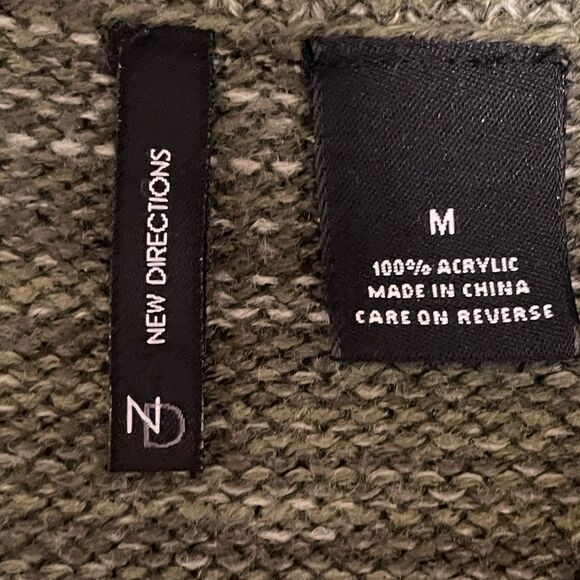 NEW DIRECTIONS
ND
M
100% ACRYLIC
MADE IN CHINA
CARE ON REVERSE